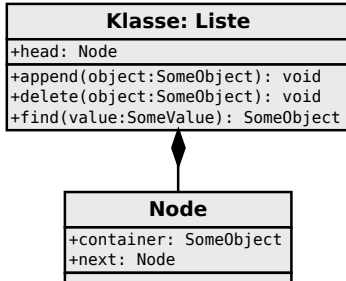 Klasse: Liste
+head: Node
+append(object:SomeObject): void
+delete(object:SomeObject): void
+find(value:SomeValue): SomeObject
Node
+container: SomeObject
+next: Node